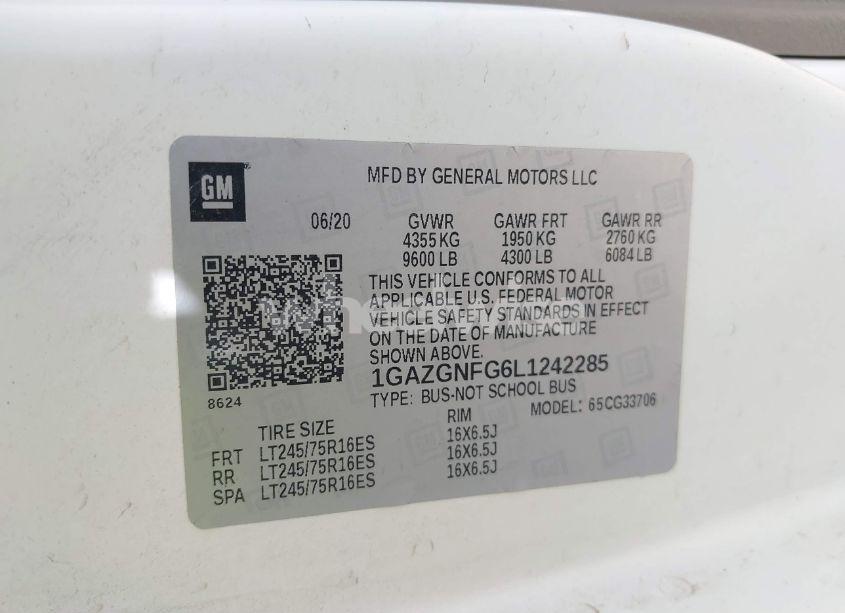 GM
MFD BY GENERAL MOTORS LLC
06/20 GVWR GAWR FRT GAWR RR
4355 KG 1950 KG 2760 KG
9600 LB 4300 LB 6084 LB
THIS VEHICLE CONFORMS TO ALL
APPLICABLE U.S. FEDERAL MOTOR
VEHICLE SAFETY STANDARDS IN EFFECT
ON THE DATE OF MANUFACTURE
SHOWN ABOVE.
1GAZGNFG6L1242285
8624
TYPE: BUS-NOT SCHOOL BUS
MODEL: 65CG33706
TIRE SIZE RIM
FRT LT245/75R16ES 16X6.5J
RR LT245/75R16ES 16X6.5J
SPA LT245/75R16ES 16X6.5J